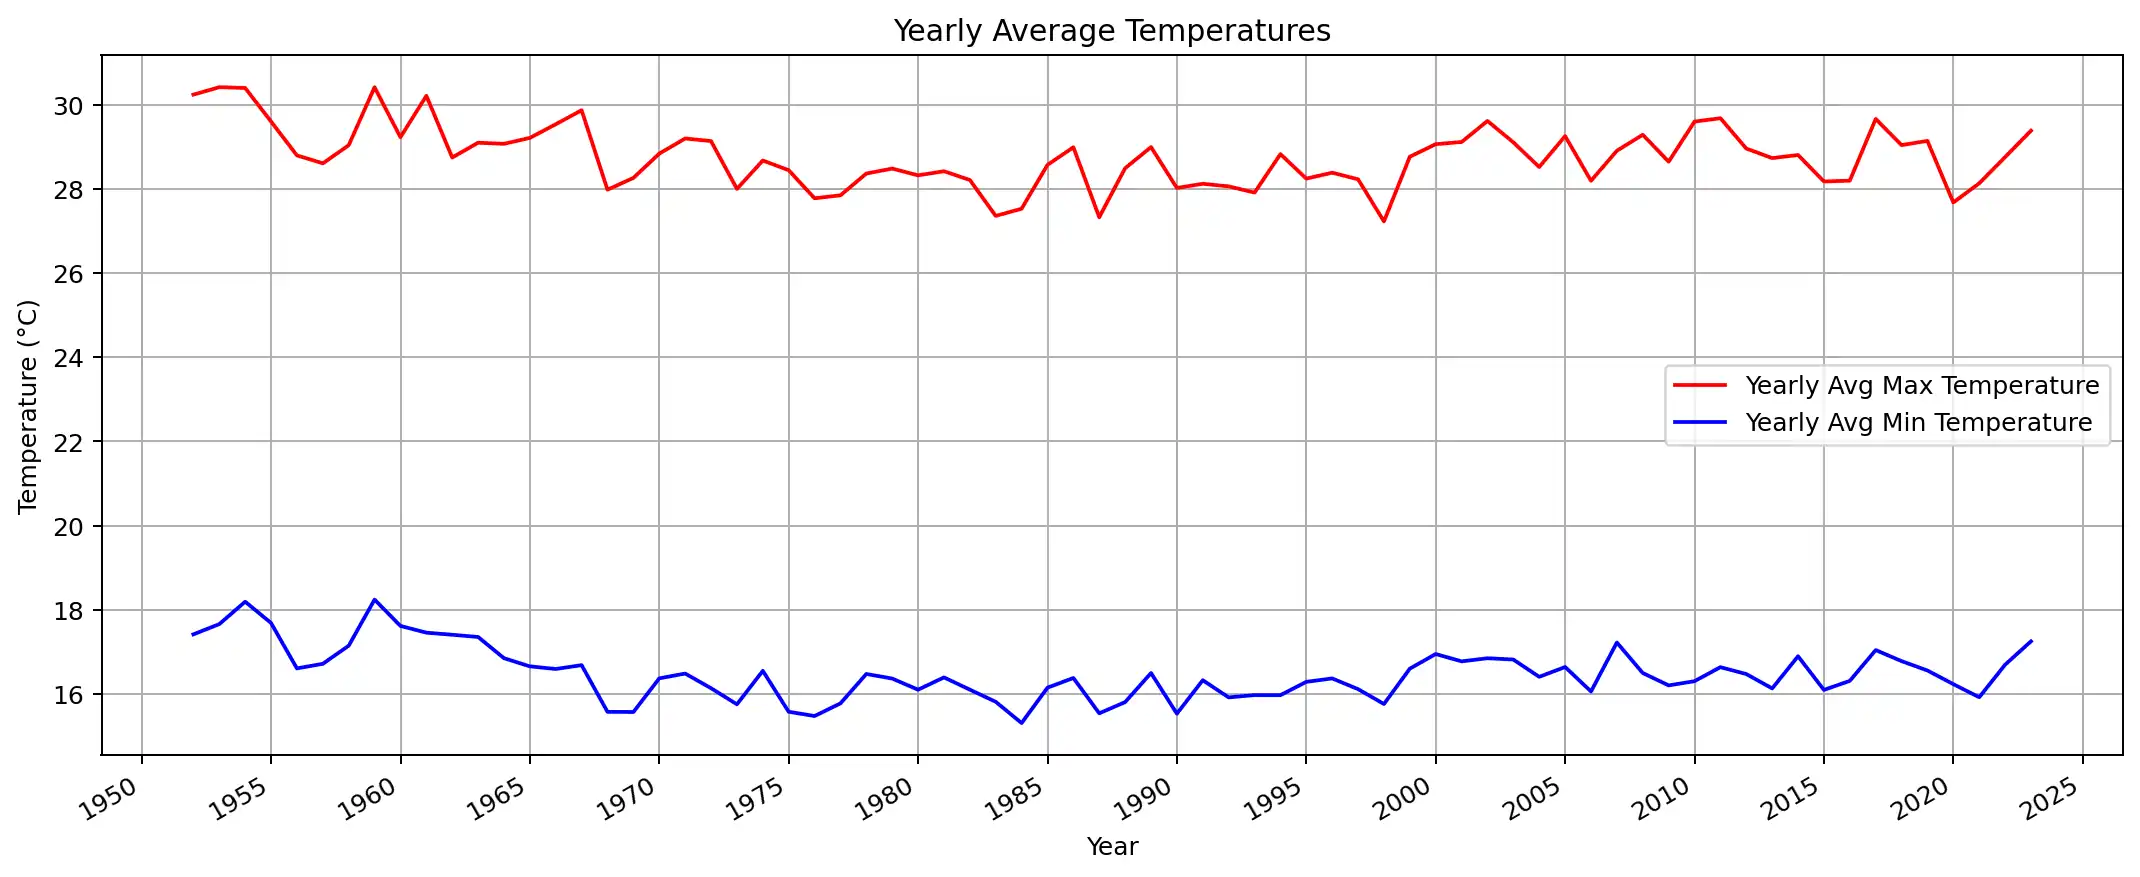 Yearly Average Temperatures
Temperature (°C)
30
28
26
24
22
20
18
16
Yearly Avg Max Temperature
Yearly Avg Min Temperature
1950 1955 1960 1965 1970 1975 1980 1985 1990 1995 2000 2005 2010 2015 2020 2025
Year